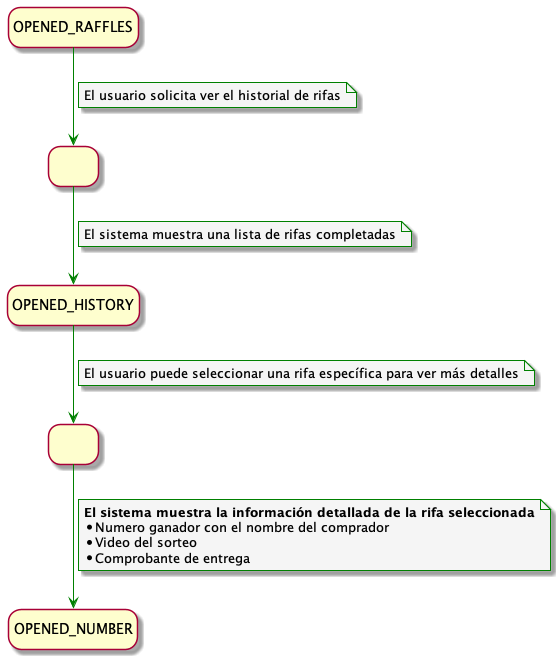 OPENED_RAFFLES
El usuario solicita ver el historial de rifas
El sistema muestra una lista de rifas completadas
OPENED_HISTORY
El usuario puede seleccionar una rifa específica para ver más detalles
El sistema muestra la información detallada de la rifa seleccionada
• Numero ganador con el nombre del comprador
• Video del sorteo
• Comprobante de entrega
OPENED_NUMBER